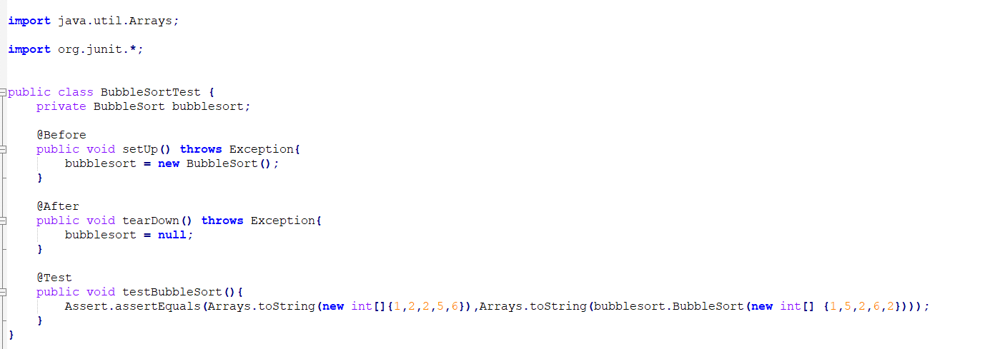 import java.util.Arrays;
import org.junit.*;
public class BubbleSortTest {
private BubbleSort bubblesort;
@Before
public void setUp() throws Exception{
bubblesort = new BubbleSort();
}
@After
public void tearDown() throws Exception{
bubblesort = null;
}
@Test
public void testBubbleSort(){
Assert.assertEquals(Arrays.toString(new int[]{1,2,2,5,6}),Arrays.toString(bubblesort.BubbleSort(new int[] {1,5,2,6,2})));
}
}